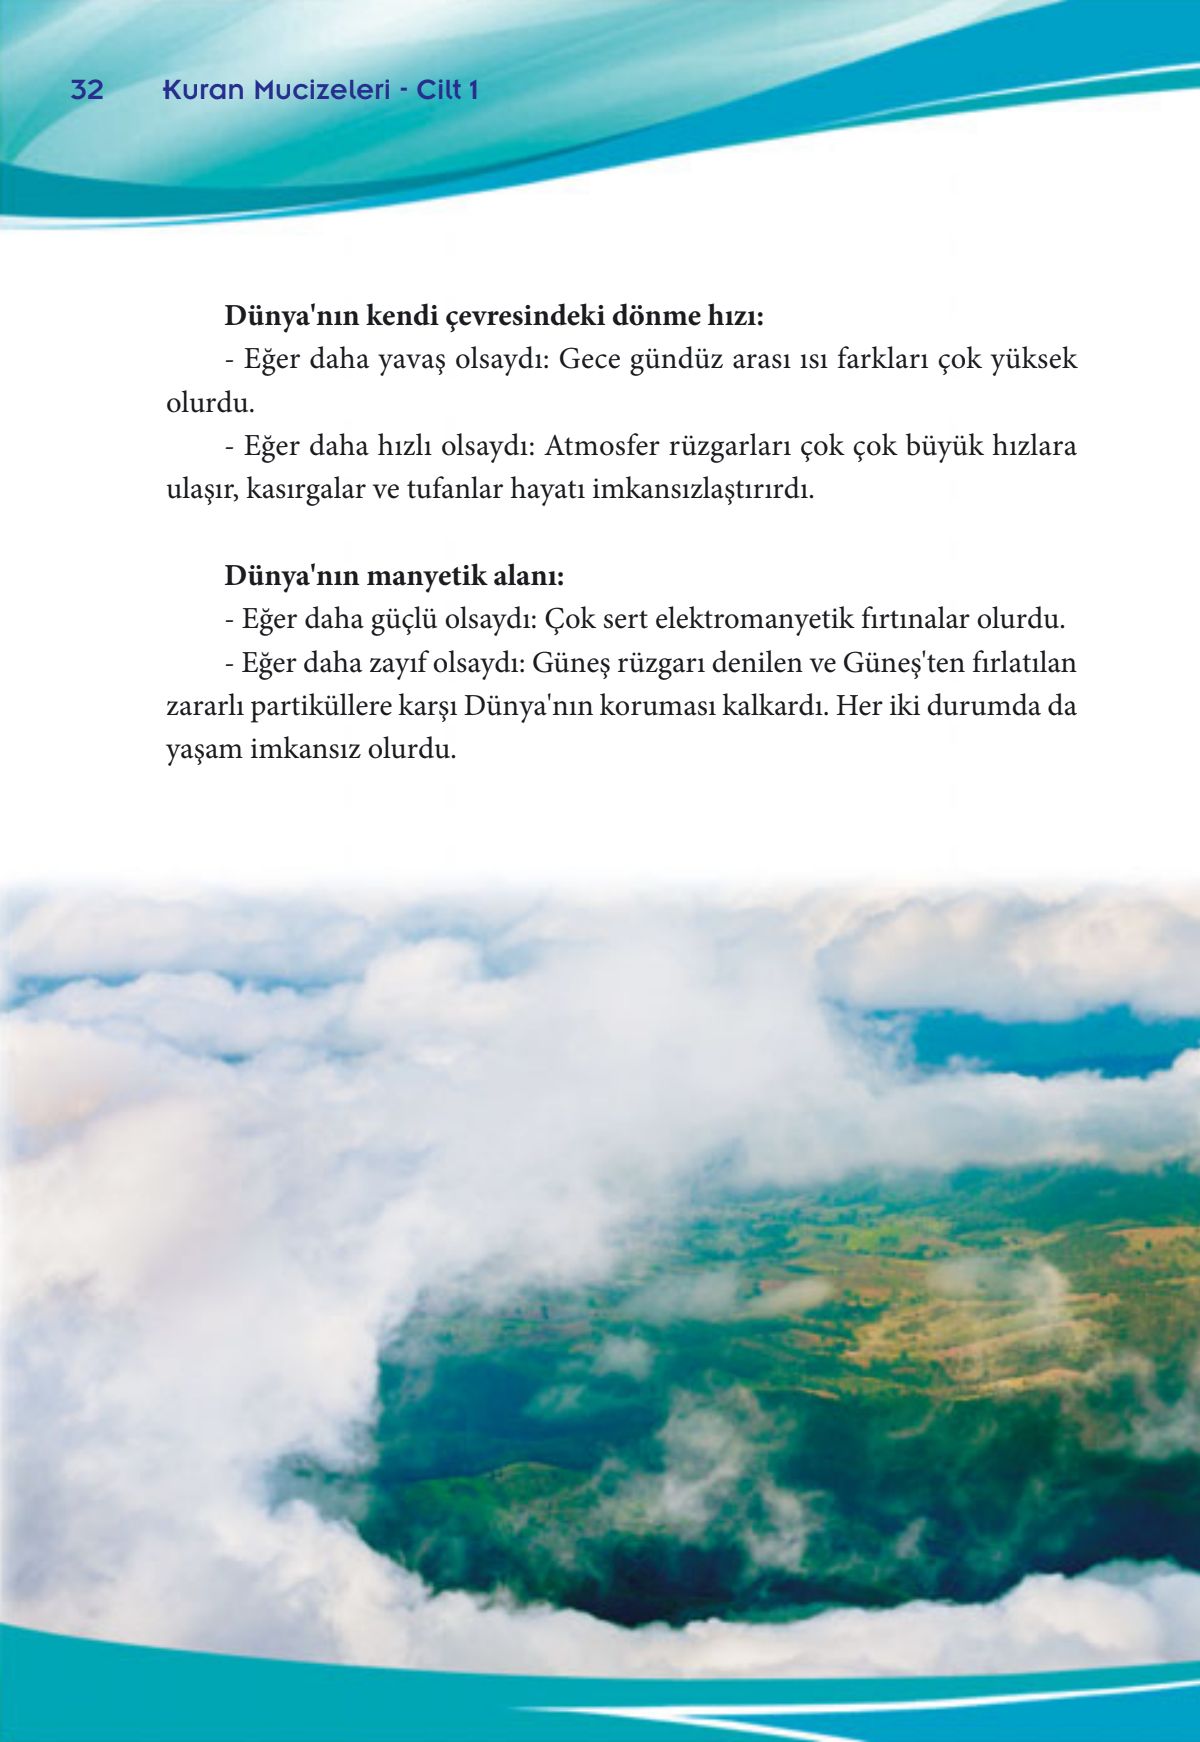 32 Kuran Mucizeleri - Cilt 1
Dünya'nın kendi çevresindeki dönme hızı:
- Eğer daha yavaş olsaydı: Gece gündüz arası ısı farkları çok yüksek
olurdu.
- Eğer daha hızlı olsaydı: Atmosfer rüzgarları çok çok büyük hızlara
ulaşır, kasırgalar ve tufanlar hayatı imkansızlaştırırdı.
Dünya'nın manyetik alanı:
- Eğer daha güçlü olsaydı: Çok sert elektromanyetik fırtınalar olurdu.
- Eğer daha zayıf olsaydı: Güneş rüzgarı denilen ve Güneş'ten fırlatılan
zararlı partiküllere karşı Dünya'nın koruması kalkardı. Her iki durumda da
yaşam imkansız olurdu.